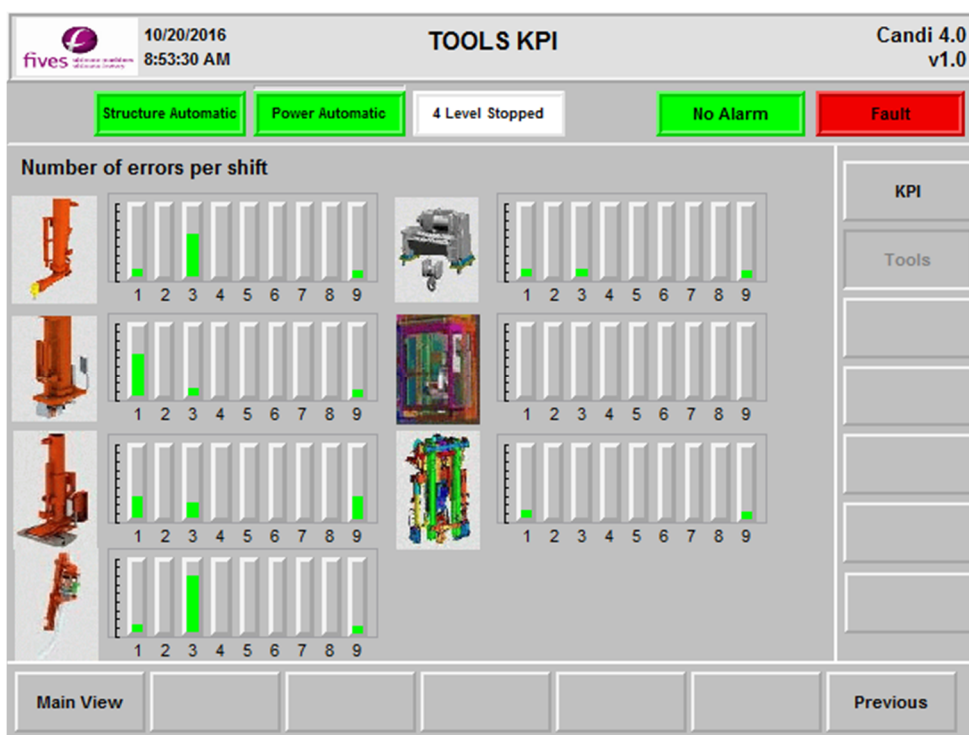 fives
10/20/2016
8:53:30 AM
TOOLS KPI
Candi 4.0
v1.0
Structure Automatic
Power Automatic
4 Level Stopped
No Alarm
Fault
Number of errors per shift
1 2 3 4 5 6 7 8 9
1 2 3 4 5 6 7 8 9
1 2 3 4 5 6 7 8 9
1 2 3 4 5 6 7 8 9
1 2 3 4 5 6 7 8 9
1 2 3 4 5 6 7 8 9
1 2 3 4 5 6 7 8 9
KPI
Tools
Main View
Previous